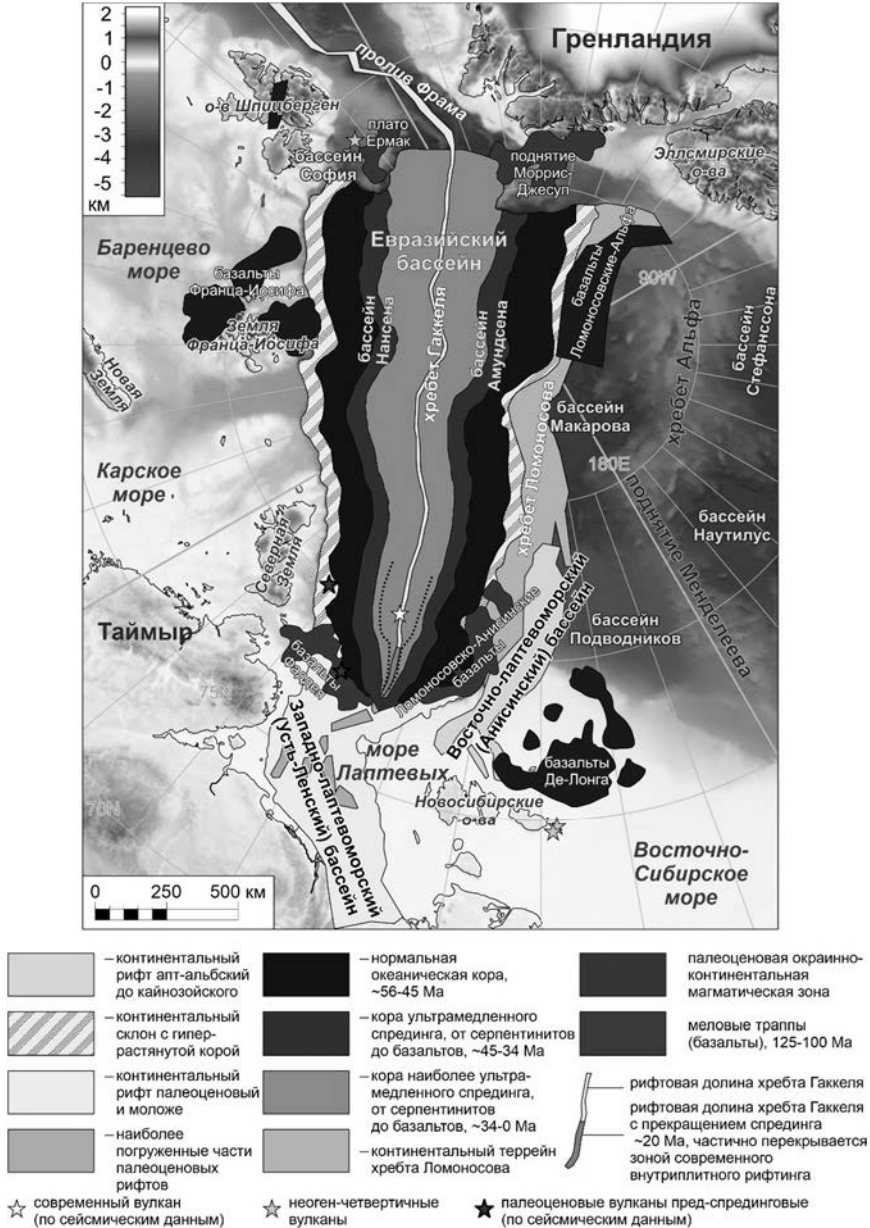 2
1
0
-1
-2
-3
-4
-5
км
Гренландия
пролив Фрама
о-в Шпицберген
плато
Ермак
бассейн
София
поднятие
Моррис-
Джесуп
Эллсмирские
о-ва
Баренцево
море
Евразийский
бассейн
базальты
Франца-Иосифа
Земля
Франца-Иосифа
бассейн
Нансена
хребет Гаккеля
бассейн
Амундсена
базальты
Ломоносовские-Альфа
90W
хребет Альфа
бассейн
Стефанссона
Новая
Земля
бассейн
Макарова
180E
хребет Ломоносова
Карское
море
поднятие Менделеева
бассейн
Наутилус
Северная
Земля
Таймыр
бассейн
Подводников
базальты
Фаддея
75N
Ломоносовско-Анисинские
базальты
Восточно-лаптевоморский
(Анисинский) бассейн
Западно-лаптевоморский
(Усть-Ленский) бассейн
море
Лаптевых
базальты
Де-Лонга
Новосибирские
о-ва
70N
Восточно-
Сибирское
море
0 250 500 км
– континентальный
рифт апт-альбский
до кайнозойского
– континентальный
склон с гипер-
растянутой корой
– континентальный
рифт палеоценовый
и моложе
– наиболее
погруженные части
палеоценовых
рифтов
– нормальная
океаническая кора,
~56-45 Ма
– кора ультрамедленного
спрединга, от серпентинитов
до базальтов, ~45-34 Ма
– кора наиболее ультра-
медленного спрединга,
от серпентинитов
до базальтов, ~34-0 Ма
– континентальный террейн
хребта Ломоносова
палеоценовая окраинно-
континентальная
магматическая зона
меловые траппы
(базальты), 125-100 Ма
рифтовая долина хребта Гаккеля
рифтовая долина хребта Гаккеля
с прекращением спрединга
~20 Ма, частично перекрывается
зоной современного
внутриплитного рифтинга
современный вулкан
(по сейсмическим данным)
неоген-четвертичные
вулканы
палеоценовые вулканы пред-спрединговые
(по сейсмическим данным)